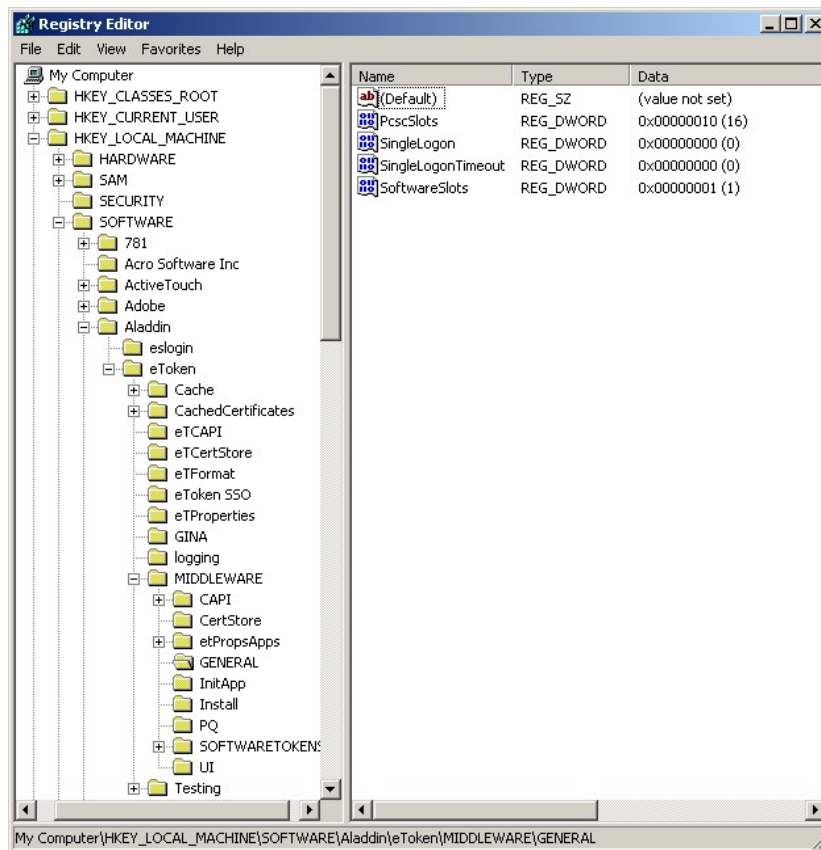 Registry Editor
File Edit View Favorites Help
My Computer
HKEY_CLASSES_ROOT
HKEY_CURRENT_USER
HKEY_LOCAL_MACHINE
HARDWARE
SAM
SECURITY
SOFTWARE
781
Acro Software Inc
ActiveTouch
Adobe
Aladdin
eslogin
eToken
Cache
CachedCertificates
eTCAPI
eTCertStore
eTFormat
eToken SSO
eTProperties
GINA
logging
MIDDLEWARE
CAPI
CertStore
etPropsApps
GENERAL
InitApp
Install
PQ
SOFTWARETOKENS
UI
Testing
Name Type Data
(Default) REG_SZ (value not set)
PcscSlots REG_DWORD 0x00000010 (16)
SingleLogon REG_DWORD 0x00000000 (0)
SingleLogonTimeout REG_DWORD 0x00000000 (0)
SoftwareSlots REG_DWORD 0x00000001 (1)
My Computer\HKEY_LOCAL_MACHINE\SOFTWARE\Aladdin\eToken\MIDDLEWARE\GENERAL